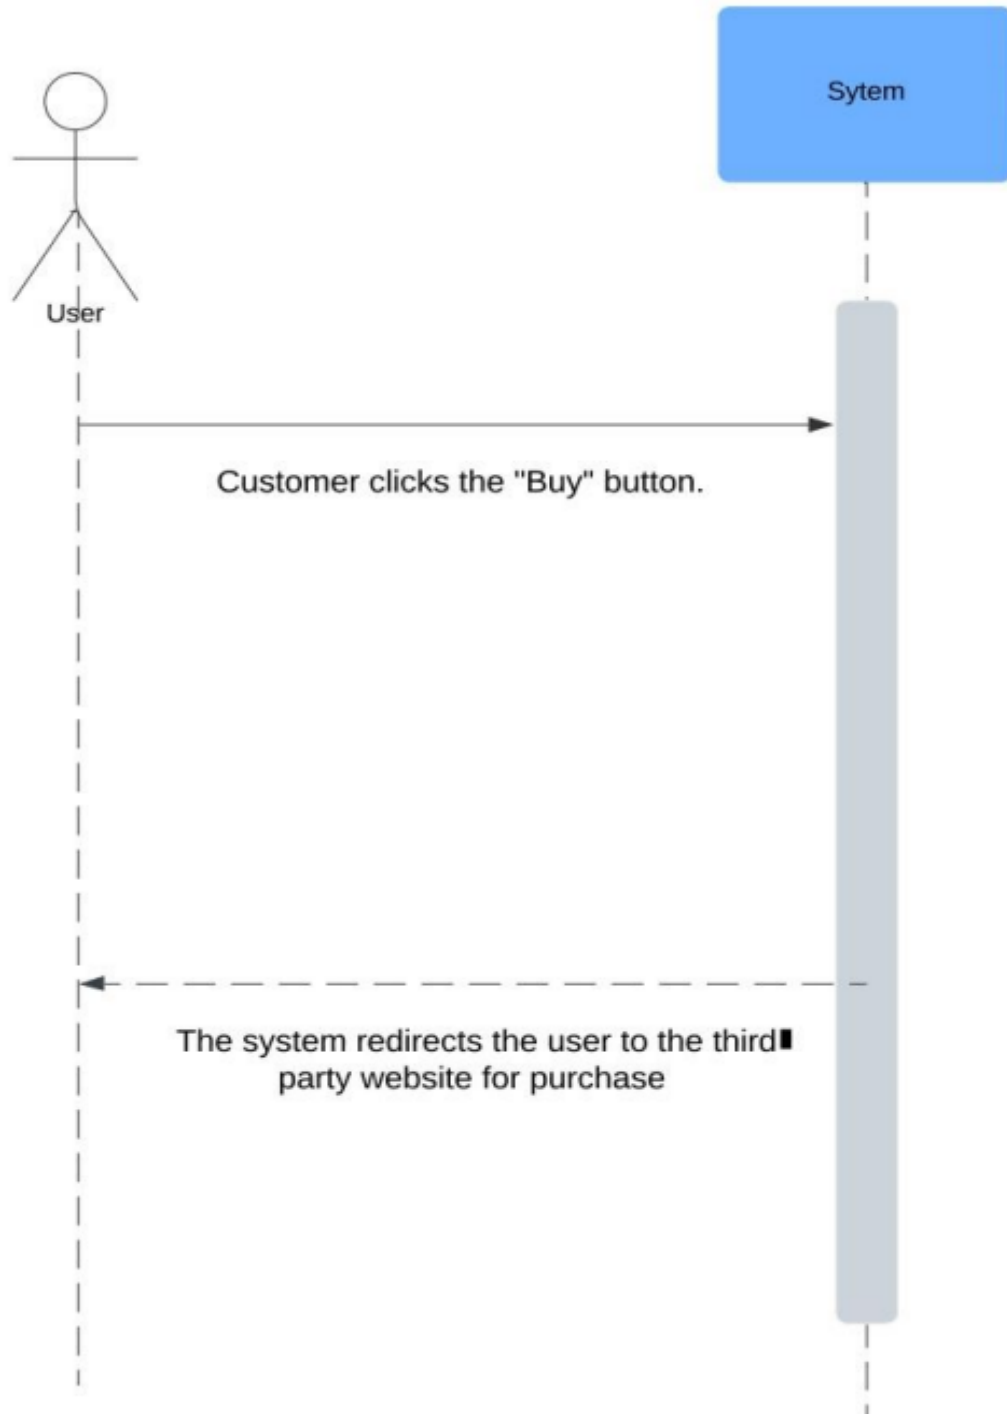 Sytem
User
Customer clicks the "Buy" button.
The system redirects the user to the third
party website for purchase